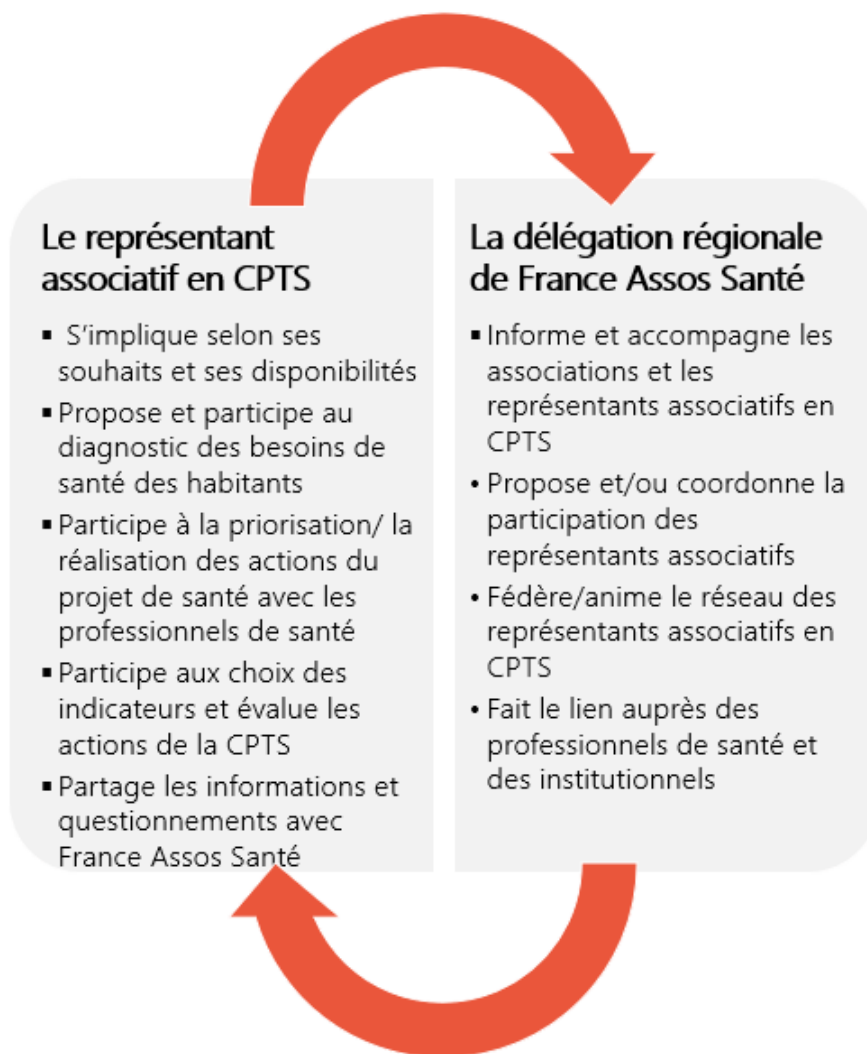 Le représentant
associatif en CPTS
▪ S'implique selon ses
souhaits et ses disponibilités
▪ Propose et participe au
diagnostic des besoins de
santé des habitants
▪ Participe à la priorisation/ la
réalisation des actions du
projet de santé avec les
professionnels de santé
▪ Participe aux choix des
indicateurs et évalue les
actions de la CPTS
▪ Partage les informations et
questionnements avec
France Assos Santé
La délégation régionale
de France Assos Santé
▪ Informe et accompagne les
associations et les
représentants associatifs en
CPTS
• Propose et/ou coordonne la
participation des
représentants associatifs
• Fédère/anime le réseau des
représentants associatifs en
CPTS
• Fait le lien auprès des
professionnels de santé et
des institutionnels